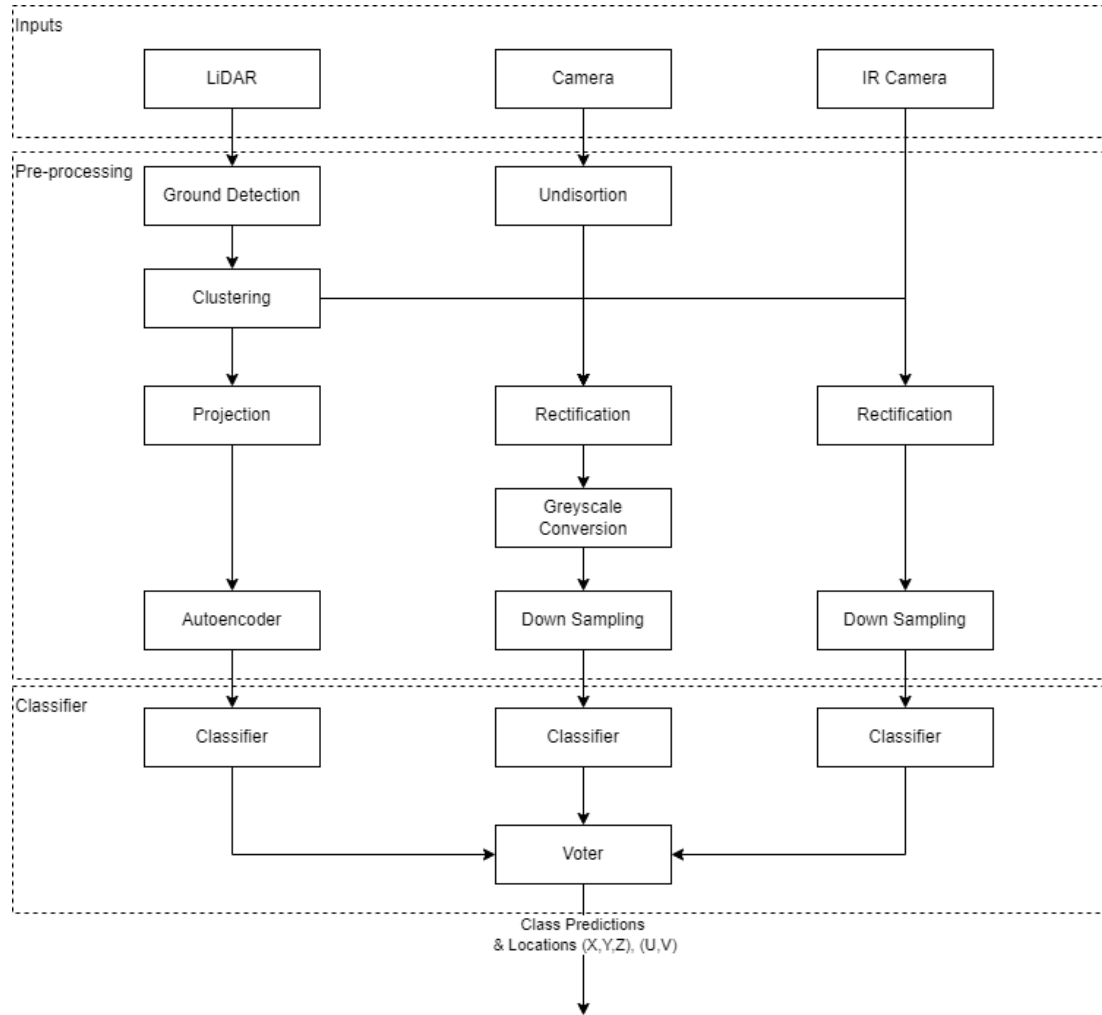 Inputs
LiDAR
Camera
IR Camera
Pre-processing
Ground Detection
Undisortion
Clustering
Projection
Rectification
Rectification
Greyscale
Conversion
Autoencoder
Down Sampling
Down Sampling
Classifier
Classifier
Classifier
Classifier
Voter
Class Predictions
& Locations (X,Y,Z), (U,V)